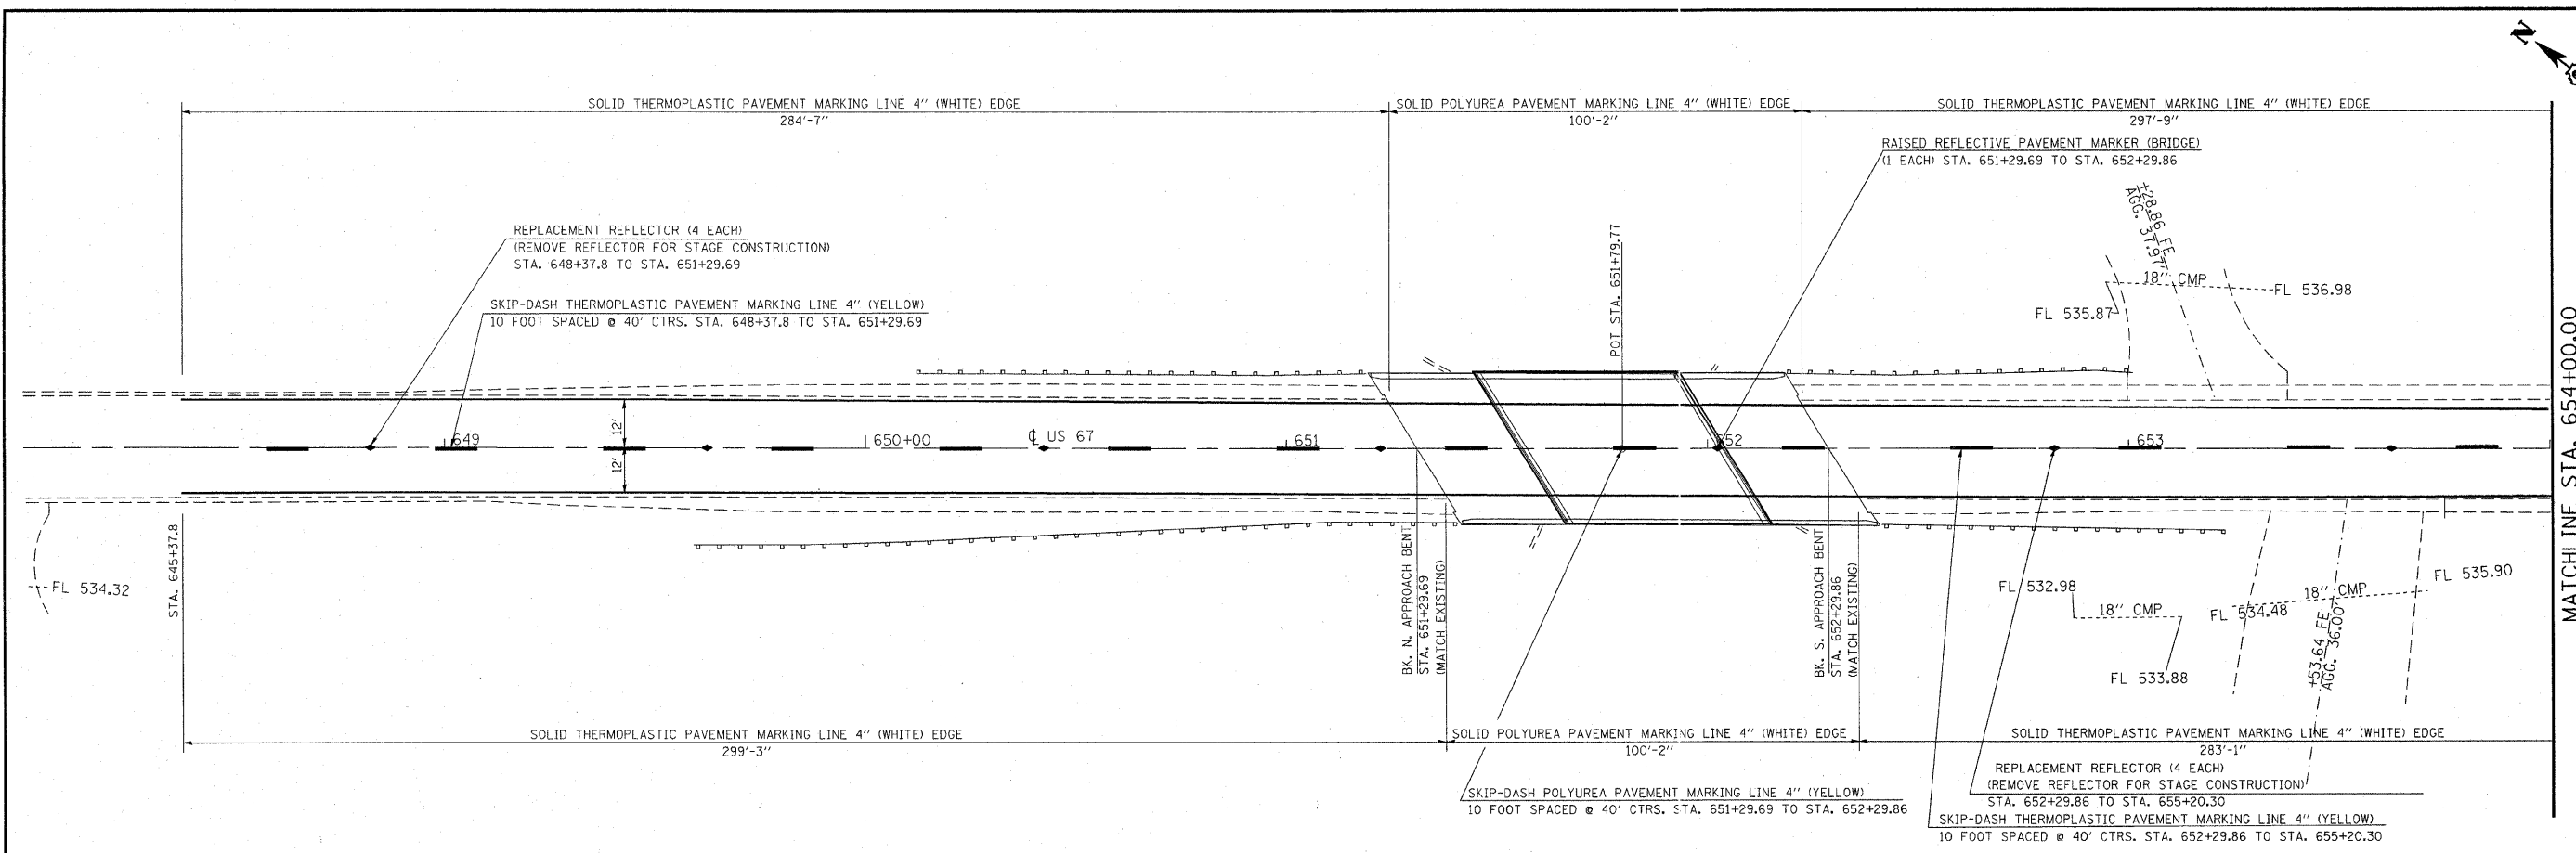 N
SOLID THERMOPLASTIC PAVEMENT MARKING LINE 4" (WHITE) EDGE
284'-7"
SOLID POLYUREA PAVEMENT MARKING LINE 4" (WHITE) EDGE
100'-2"
SOLID THERMOPLASTIC PAVEMENT MARKING LINE 4" (WHITE) EDGE
297'-9"
RAISED REFLECTIVE PAVEMENT MARKER (BRIDGE)
(1 EACH) STA. 651+29.69 TO STA. 652+29.86
REPLACEMENT REFLECTOR (4 EACH)
(REMOVE REFLECTOR FOR STAGE CONSTRUCTION)
STA. 648+37.8 TO STA. 651+29.69
SKIP-DASH THERMOPLASTIC PAVEMENT MARKING LINE 4" (YELLOW)
10 FOOT SPACED @ 40' CTRS. STA. 648+37.8 TO STA. 651+29.69
POT STA. 651+79.77
+28.86 FE
AGG. 37.97'
18" CMP
FL 536.98
FL 535.87
MATCHLINE STA. 654+00.00
649
12'
12'
650+00
℄ US 67
651
652
653
STA. 645+37.8
FL 534.32
BK. N. APPROACH BENT
STA. 651+29.69
(MATCH EXISTING)
BK. S. APPROACH BENT
STA. 652+29.86
(MATCH EXISTING)
FL 532.98
18" CMP
FL 533.88
FL 534.48
18" CMP
FL 535.90
+53.64 FE
AGG. 36.00'
SOLID THERMOPLASTIC PAVEMENT MARKING LINE 4" (WHITE) EDGE
299'-3"
SOLID POLYUREA PAVEMENT MARKING LINE 4" (WHITE) EDGE
100'-2"
SOLID THERMOPLASTIC PAVEMENT MARKING LINE 4" (WHITE) EDGE
283'-1"
SKIP-DASH POLYUREA PAVEMENT MARKING LINE 4" (YELLOW)
10 FOOT SPACED @ 40' CTRS. STA. 651+29.69 TO STA. 652+29.86
REPLACEMENT REFLECTOR (4 EACH)
(REMOVE REFLECTOR FOR STAGE CONSTRUCTION)
STA. 652+29.86 TO STA. 655+20.30
SKIP-DASH THERMOPLASTIC PAVEMENT MARKING LINE 4" (YELLOW)
10 FOOT SPACED @ 40' CTRS. STA. 652+29.86 TO STA. 655+20.30